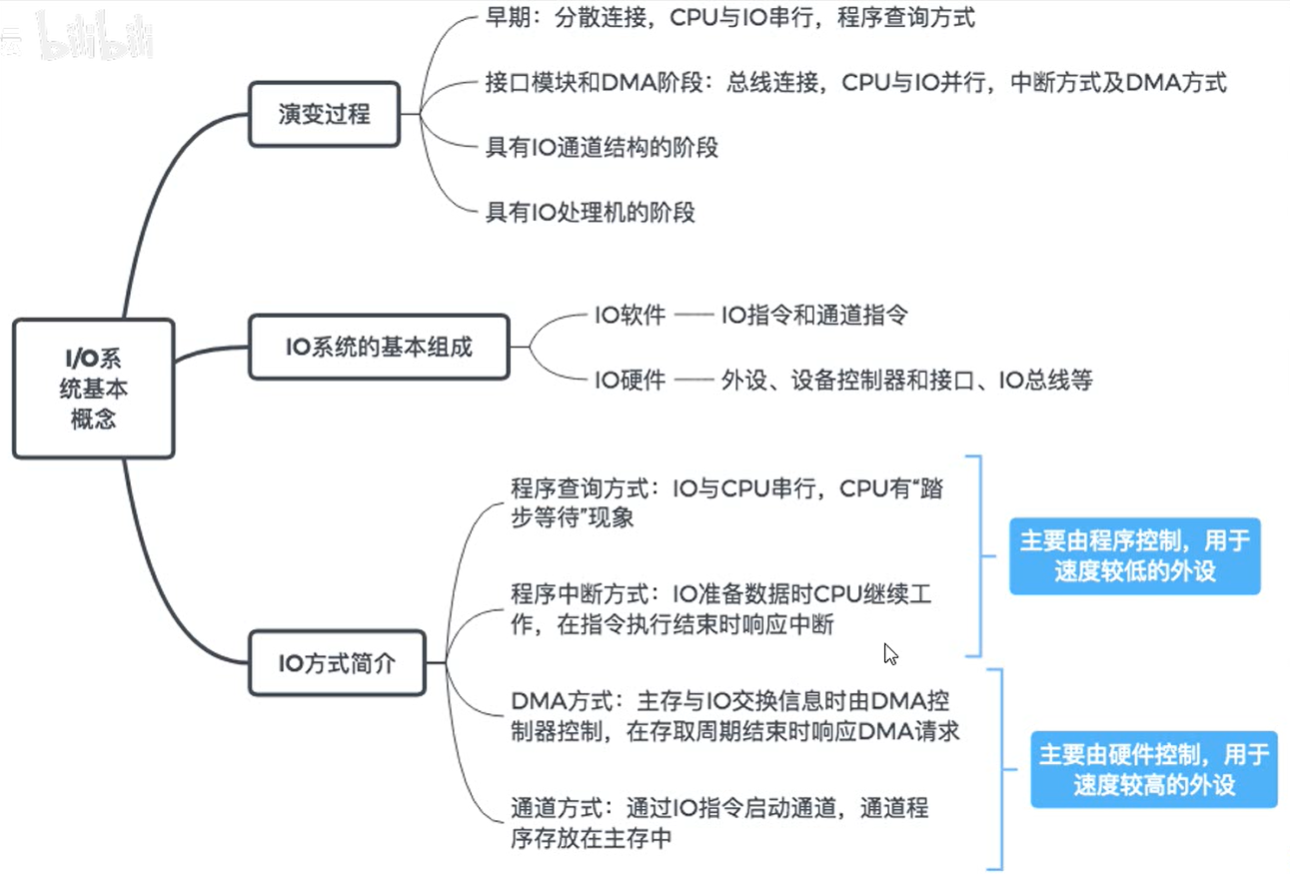 bilibili
早期：分散连接，CPU与IO串行，程序查询方式
接口模块和DMA阶段：总线连接，CPU与IO并行，中断方式及DMA方式
演变过程
具有IO通道结构的阶段
具有IO处理机的阶段
I/O系
统基本
概念
IO系统的基本组成
IO软件
IO指令和通道指令
IO硬件
外设、设备控制器和接口、IO总线等
IO方式简介
程序查询方式：IO与CPU串行，CPU有“踏
步等待”现象
程序中断方式：IO准备数据时CPU继续工
作，在指令执行结束时响应中断
主要由程序控制，用于
速度较低的外设
DMA方式：主存与IO交换信息时由DMA控
制器控制，在存取周期结束时响应DMA请求
通道方式：通过IO指令启动通道，通道程
序存放在主存中
主要由硬件控制，用于
速度较高的外设